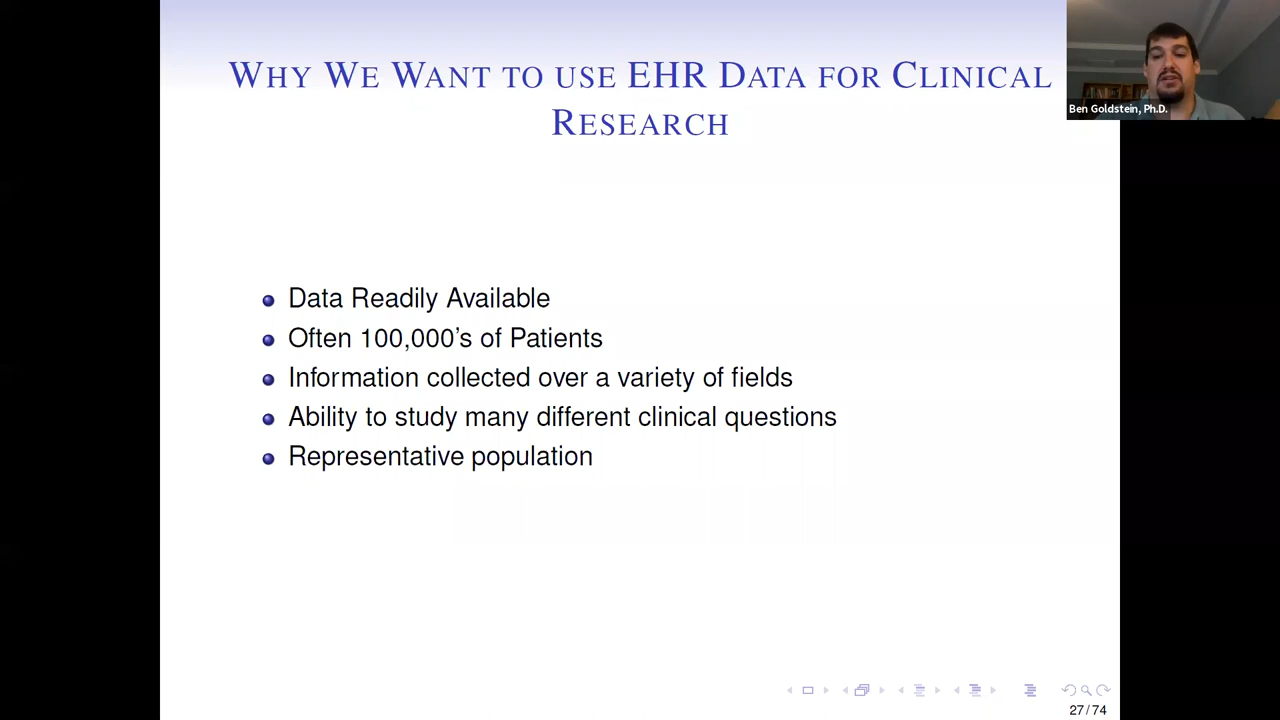 WHY WE WANT TO USE EHR DATA FOR CLINICAL
RESEARCH
Ben Goldstein, Ph.D.
Data Readily Available
Often 100,000's of Patients
Information collected over a variety of fields
Ability to study many different clinical questions
Representative population
27/74